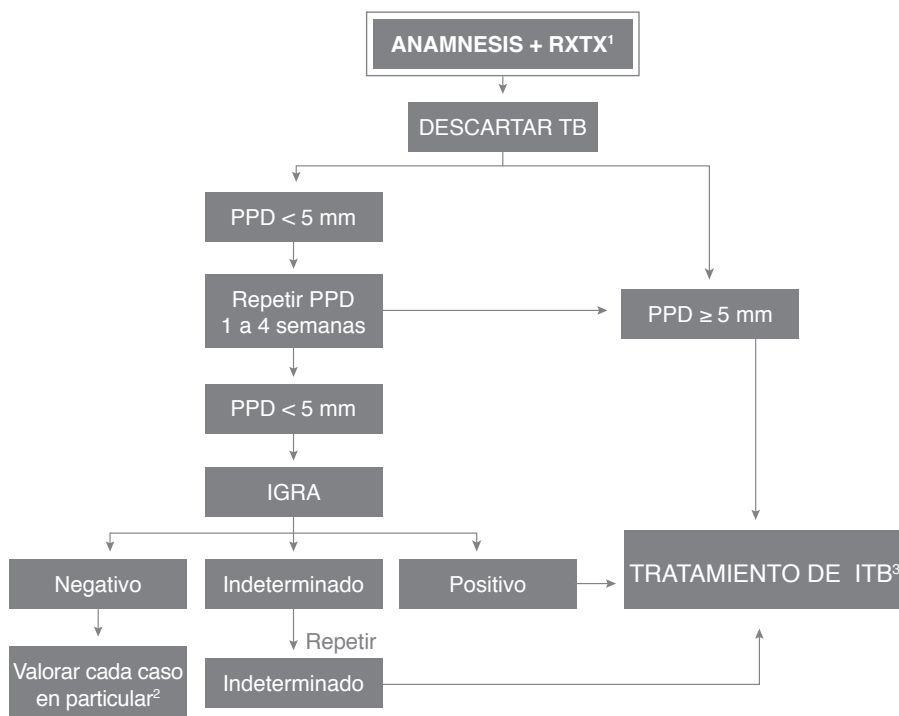 ANAMNESIS + RXTX¹
DESCARTAR TB
PPD < 5 mm
Repetir PPD
1 a 4 semanas
PPD ≥ 5 mm
PPD < 5 mm
IGRA
Negativo
Indeterminado
Positivo
TRATAMIENTO DE ITB³
Repetir
Valorar cada caso
en particular²
Indeterminado